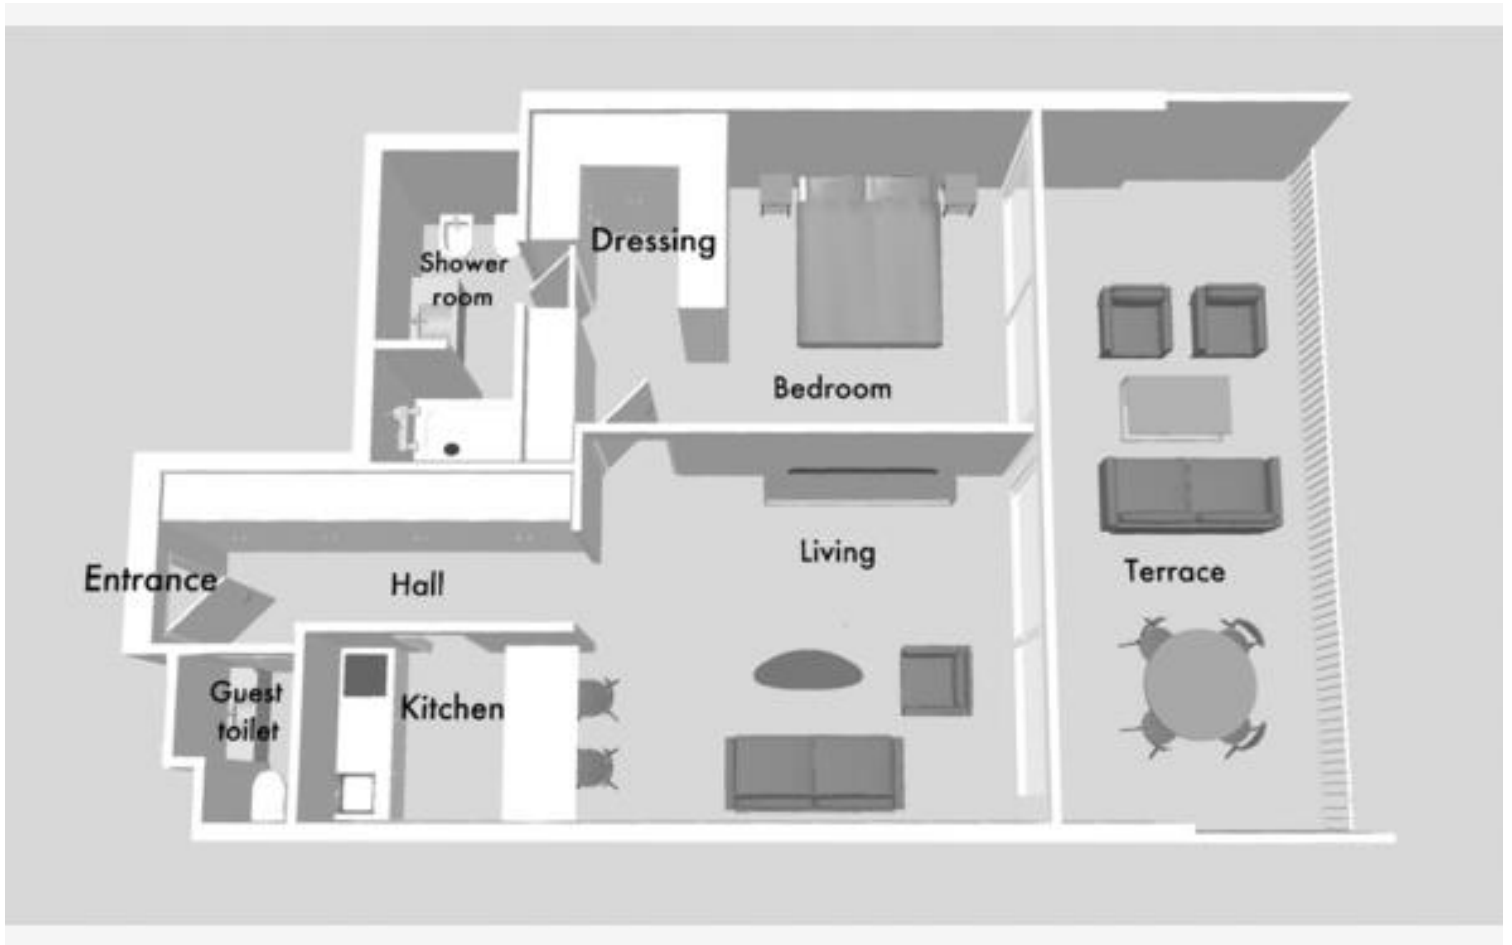 Dressing
Shower
room
Bedroom
Living
Terrace
Entrance
Hall
Guest
toilet
Kitchen